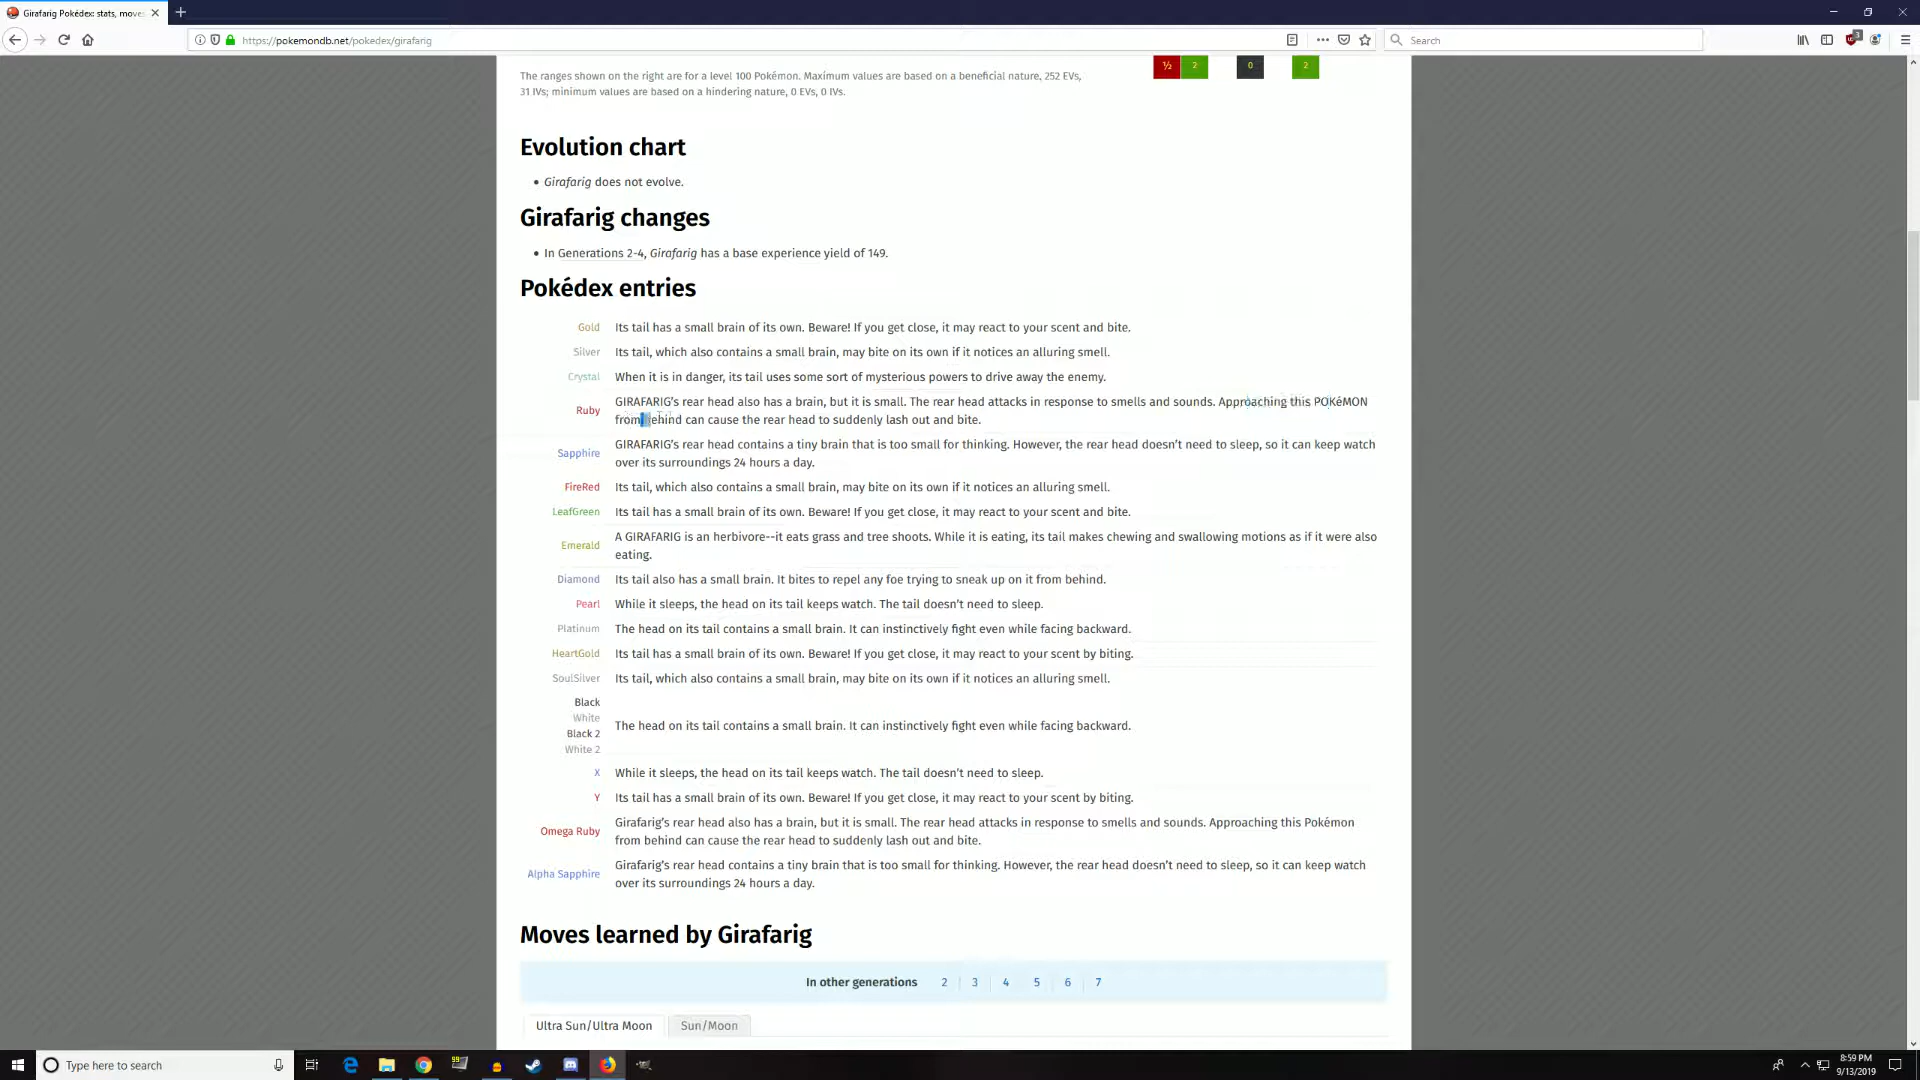 Girafarig Pokédex: stats, moves
https://pokemondb.net/pokedex/girafarig
Search
3
The ranges shown on the right are for a level 100 Pokémon. Maximum values are based on a beneficial nature, 252 EVs,
31 IVs; minimum values are based on a hindering nature, 0 EVs, 0 IVs.
½ 2 0 2
Evolution chart
• Girafarig does not evolve.
Girafarig changes
• In Generations 2-4, Girafarig has a base experience yield of 149.
Pokédex entries
Gold Its tail has a small brain of its own. Beware! If you get close, it may react to your scent and bite.
Silver Its tail, which also contains a small brain, may bite on its own if it notices an alluring smell.
Crystal When it is in danger, its tail uses some sort of mysterious powers to drive away the enemy.
Ruby GIRAFARIG’s rear head also has a brain, but it is small. The rear head attacks in response to smells and sounds. Approaching this POKéMON
from behind can cause the rear head to suddenly lash out and bite.
Sapphire GIRAFARIG’s rear head contains a tiny brain that is too small for thinking. However, the rear head doesn’t need to sleep, so it can keep watch
over its surroundings 24 hours a day.
FireRed Its tail, which also contains a small brain, may bite on its own if it notices an alluring smell.
LeafGreen Its tail has a small brain of its own. Beware! If you get close, it may react to your scent and bite.
Emerald A GIRAFARIG is an herbivore--it eats grass and tree shoots. While it is eating, its tail makes chewing and swallowing motions as if it were also
eating.
Diamond Its tail also has a small brain. It bites to repel any foe trying to sneak up on it from behind.
Pearl While it sleeps, the head on its tail keeps watch. The tail doesn’t need to sleep.
Platinum The head on its tail contains a small brain. It can instinctively fight even while facing backward.
HeartGold Its tail has a small brain of its own. Beware! If you get close, it may react to your scent by biting.
SoulSilver Its tail, which also contains a small brain, may bite on its own if it notices an alluring smell.
Black
White
Black 2
White 2
The head on its tail contains a small brain. It can instinctively fight even while facing backward.
X While it sleeps, the head on its tail keeps watch. The tail doesn’t need to sleep.
Y Its tail has a small brain of its own. Beware! If you get close, it may react to your scent by biting.
Omega Ruby Girafarig’s rear head also has a brain, but it is small. The rear head attacks in response to smells and sounds. Approaching this Pokémon
from behind can cause the rear head to suddenly lash out and bite.
Alpha Sapphire Girafarig’s rear head contains a tiny brain that is too small for thinking. However, the rear head doesn’t need to sleep, so it can keep watch
over its surroundings 24 hours a day.
Moves learned by Girafarig
In other generations 2 3 4 5 6 7
Ultra Sun/Ultra Moon Sun/Moon
Type here to search
8:59 PM
9/13/2019